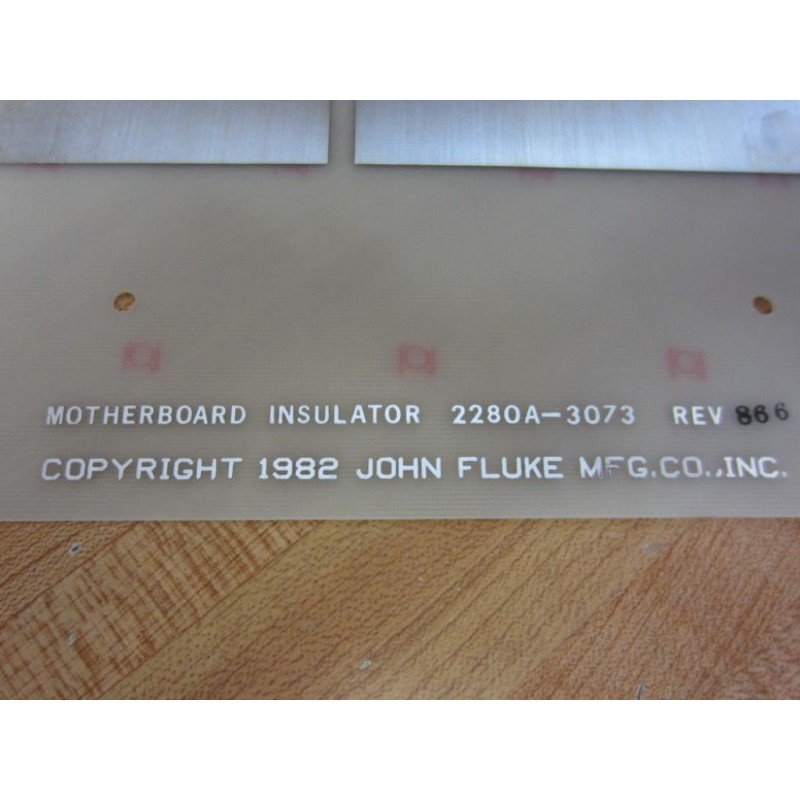 MOTHERBOARD INSULATOR 2280A-3073 REV 866
COPYRIGHT 1982 JOHN FLUKE MFG.CO.,INC.